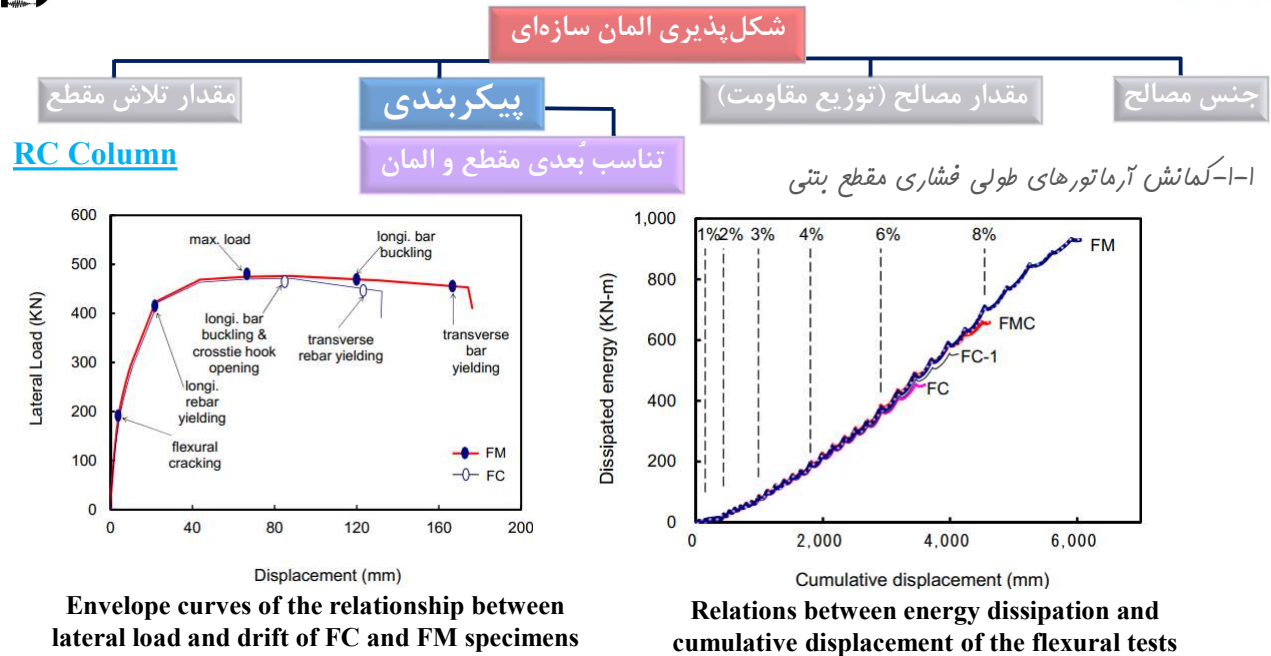 شکل‌پذیری المان سازه‌ای
جنس مصالح
مقدار مصالح (توزیع مقاومت)
پیکربندی
مقدار تلاش مقطع
تناسب بُعدی مقطع و المان
RC Column
۱-۱-کمانش آرماتورهای طولی فشاری مقطع بتنی
600
500
400
300
200
100
0
Lateral Load (KN)
max. load
longi. bar
buckling
longi. bar
buckling &
crosstie hook
opening
transverse
rebar yielding
transverse
bar
yielding
longi.
rebar
yielding
flexural
cracking
FM
FC
0
40
80
120
160
200
Displacement (mm)
Envelope curves of the relationship between
lateral load and drift of FC and FM specimens
1,000
800
600
400
200
0
Dissipated energy (KN-m)
1%
2%
3%
4%
6%
8%
FM
FMC
FC-1
FC
0
2,000
4,000
6,000
Cumulative displacement (mm)
Relations between energy dissipation and
cumulative displacement of the flexural tests